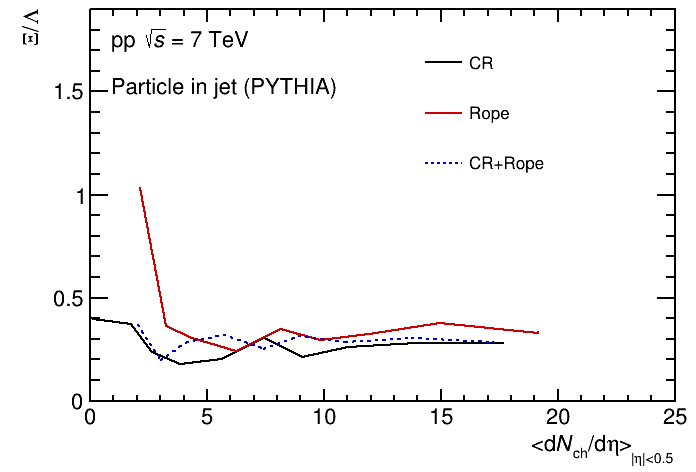 Ξ/Λ
pp √s = 7 TeV
Particle in jet (PYTHIA)
CR
Rope
CR+Rope
1.5
1
0.5
0
0 5 10 15 20 25
<dN_ch/dη>_|η|<0.5